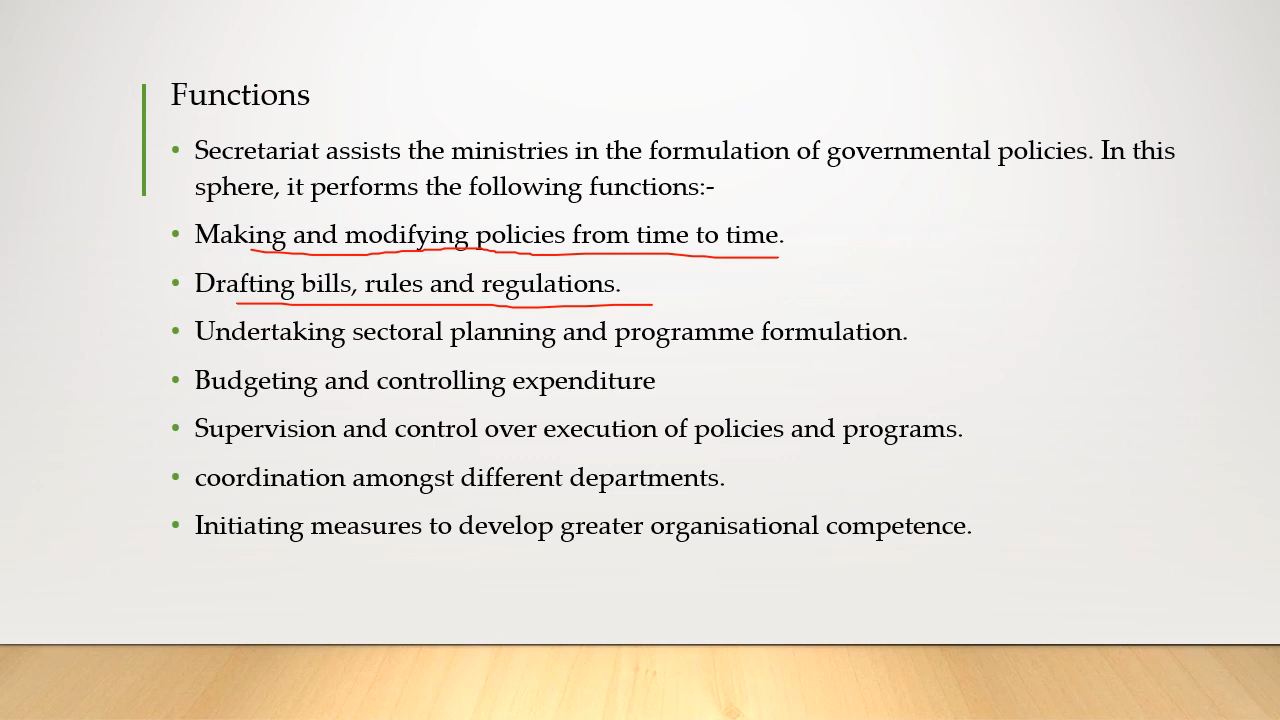 Functions
• Secretariat assists the ministries in the formulation of governmental policies. In this
sphere, it performs the following functions:-
• Making and modifying policies from time to time.
• Drafting bills, rules and regulations.
• Undertaking sectoral planning and programme formulation.
• Budgeting and controlling expenditure
• Supervision and control over execution of policies and programs.
• coordination amongst different departments.
• Initiating measures to develop greater organisational competence.